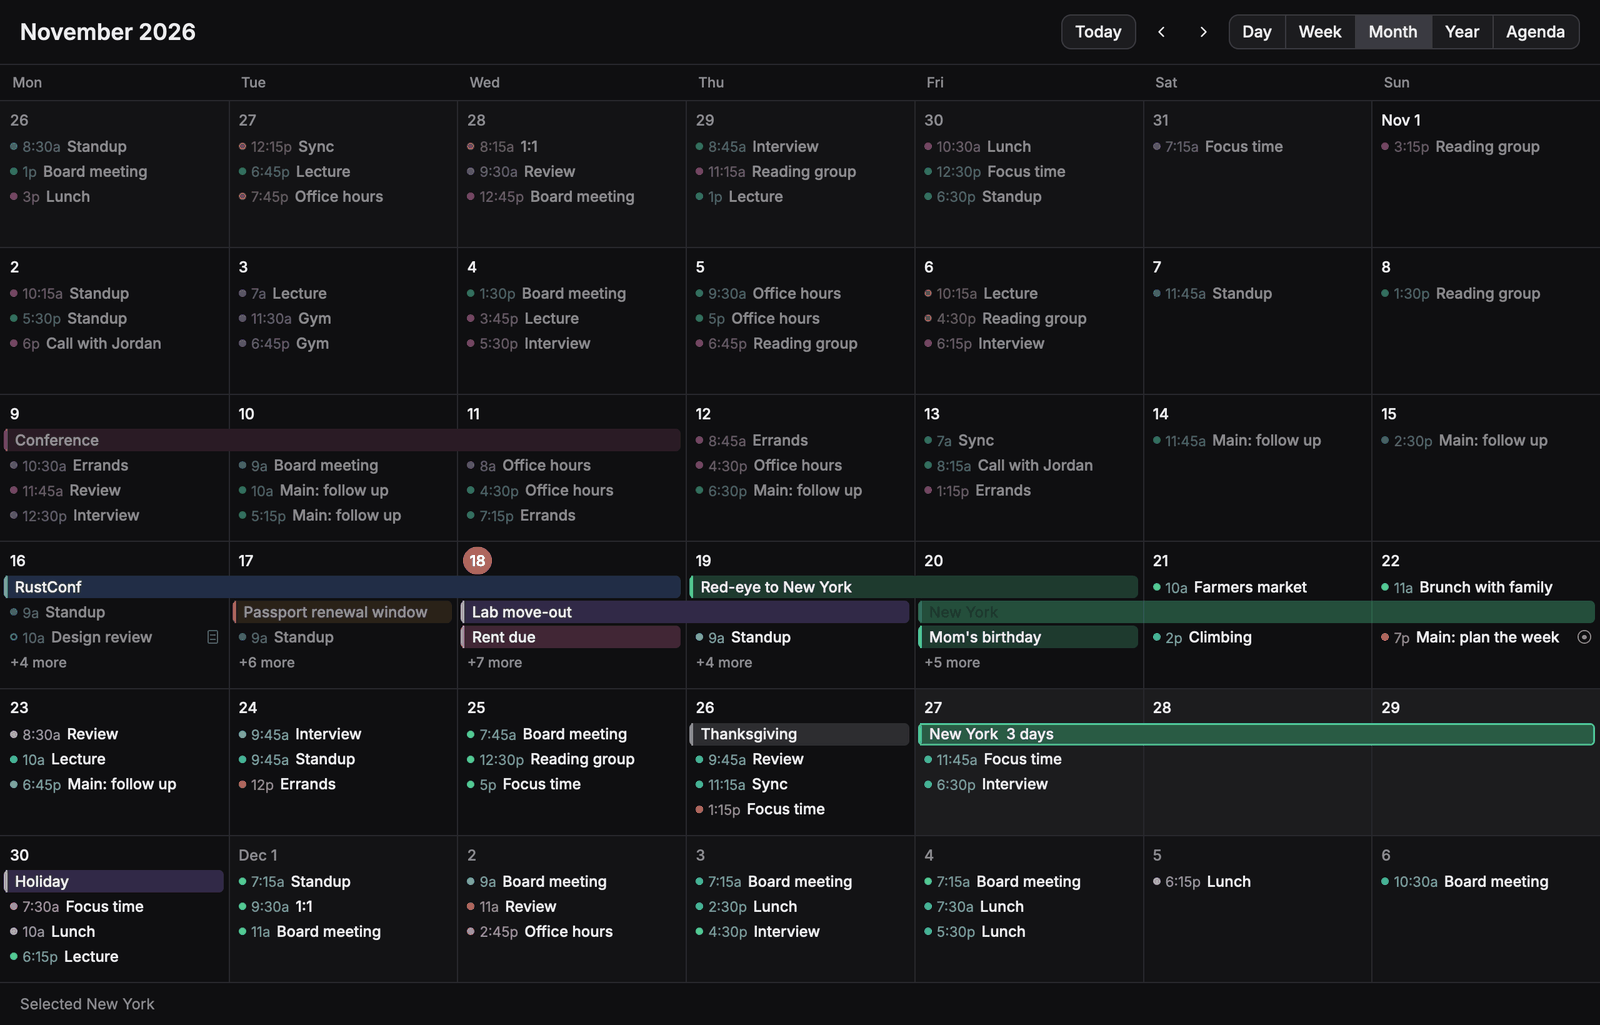 November 2026
Today
Day Week Month Year Agenda
Mon Tue Wed Thu Fri Sat Sun
26
8:30a Standup
1p Board meeting
3p Lunch
27
12:15p Sync
6:45p Lecture
7:45p Office hours
28
8:15a 1:1
9:30a Review
12:45p Board meeting
29
8:45a Interview
11:15a Reading group
1p Lecture
30
10:30a Lunch
12:30p Focus time
6:30p Standup
31
7:15a Focus time
Nov 1
3:15p Reading group
2
10:15a Standup
5:30p Standup
6p Call with Jordan
3
7a Lecture
11:30a Gym
6:45p Gym
4
1:30p Board meeting
3:45p Lecture
5:30p Interview
5
9:30a Office hours
5p Office hours
6:45p Reading group
6
10:15a Lecture
4:30p Reading group
6:15p Interview
7
11:45a Standup
8
1:30p Reading group
9
Conference
10:30a Errands
11:45a Review
12:30p Interview
10
9a Board meeting
10a Main: follow up
5:15p Main: follow up
11
8a Office hours
4:30p Office hours
7:15p Errands
12
8:45a Errands
4:30p Office hours
6:30p Main: follow up
13
7a Sync
8:15a Call with Jordan
1:15p Errands
14
11:45a Main: follow up
15
2:30p Main: follow up
16
RustConf
9a Standup
10a Design review
+4 more
17
Passport renewal window
9a Standup
+6 more
18
Lab move-out
Rent due
+7 more
19
Red-eye to New York
9a Standup
+4 more
20
New York
Mom's birthday
+5 more
21
10a Farmers market
2p Climbing
22
11a Brunch with family
7p Main: plan the week
23
8:30a Review
10a Lecture
6:45p Main: follow up
24
9:45a Interview
9:45a Standup
12p Errands
25
7:45a Board meeting
12:30p Reading group
5p Focus time
26
Thanksgiving
9:45a Review
11:15a Sync
1:15p Focus time
27
New York 3 days
11:45a Focus time
6:30p Interview
28
29
30
Holiday
7:30a Focus time
10a Lunch
6:15p Lecture
Dec 1
7:15a Standup
9:30a 1:1
11a Board meeting
2
9a Board meeting
11a Review
2:45p Office hours
3
7:15a Board meeting
2:30p Lunch
4:30p Interview
4
7:15a Board meeting
7:30a Lunch
5:30p Lunch
5
6:15p Lunch
6
10:30a Board meeting
Selected New York